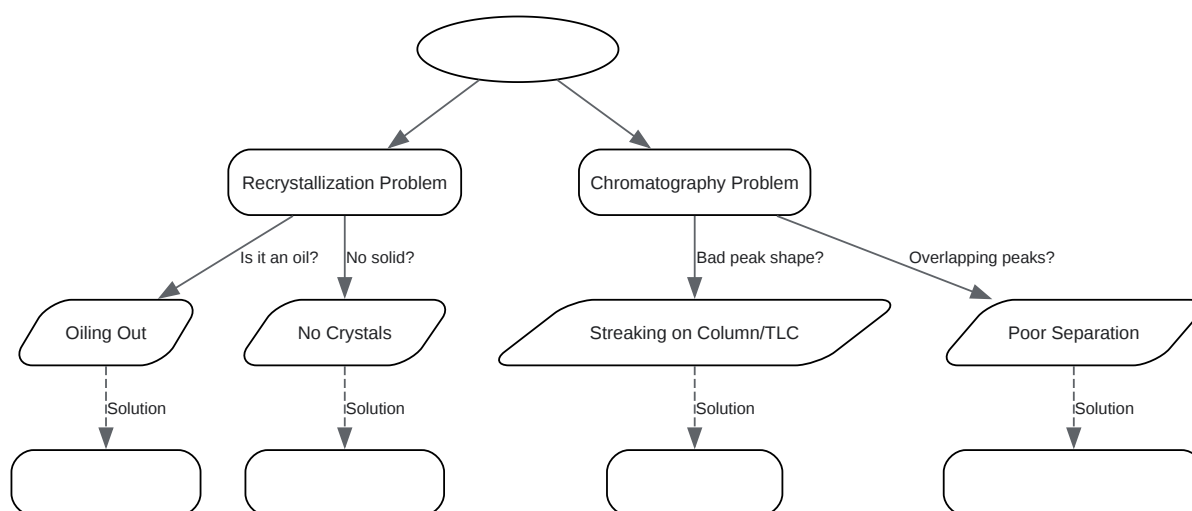 Recrystallization Problem
Chromatography Problem
Is it an oil?
No solid?
Bad peak shape?
Overlapping peaks?
Oiling Out
No Crystals
Streaking on Column/TLC
Poor Separation
Solution
Solution
Solution
Solution